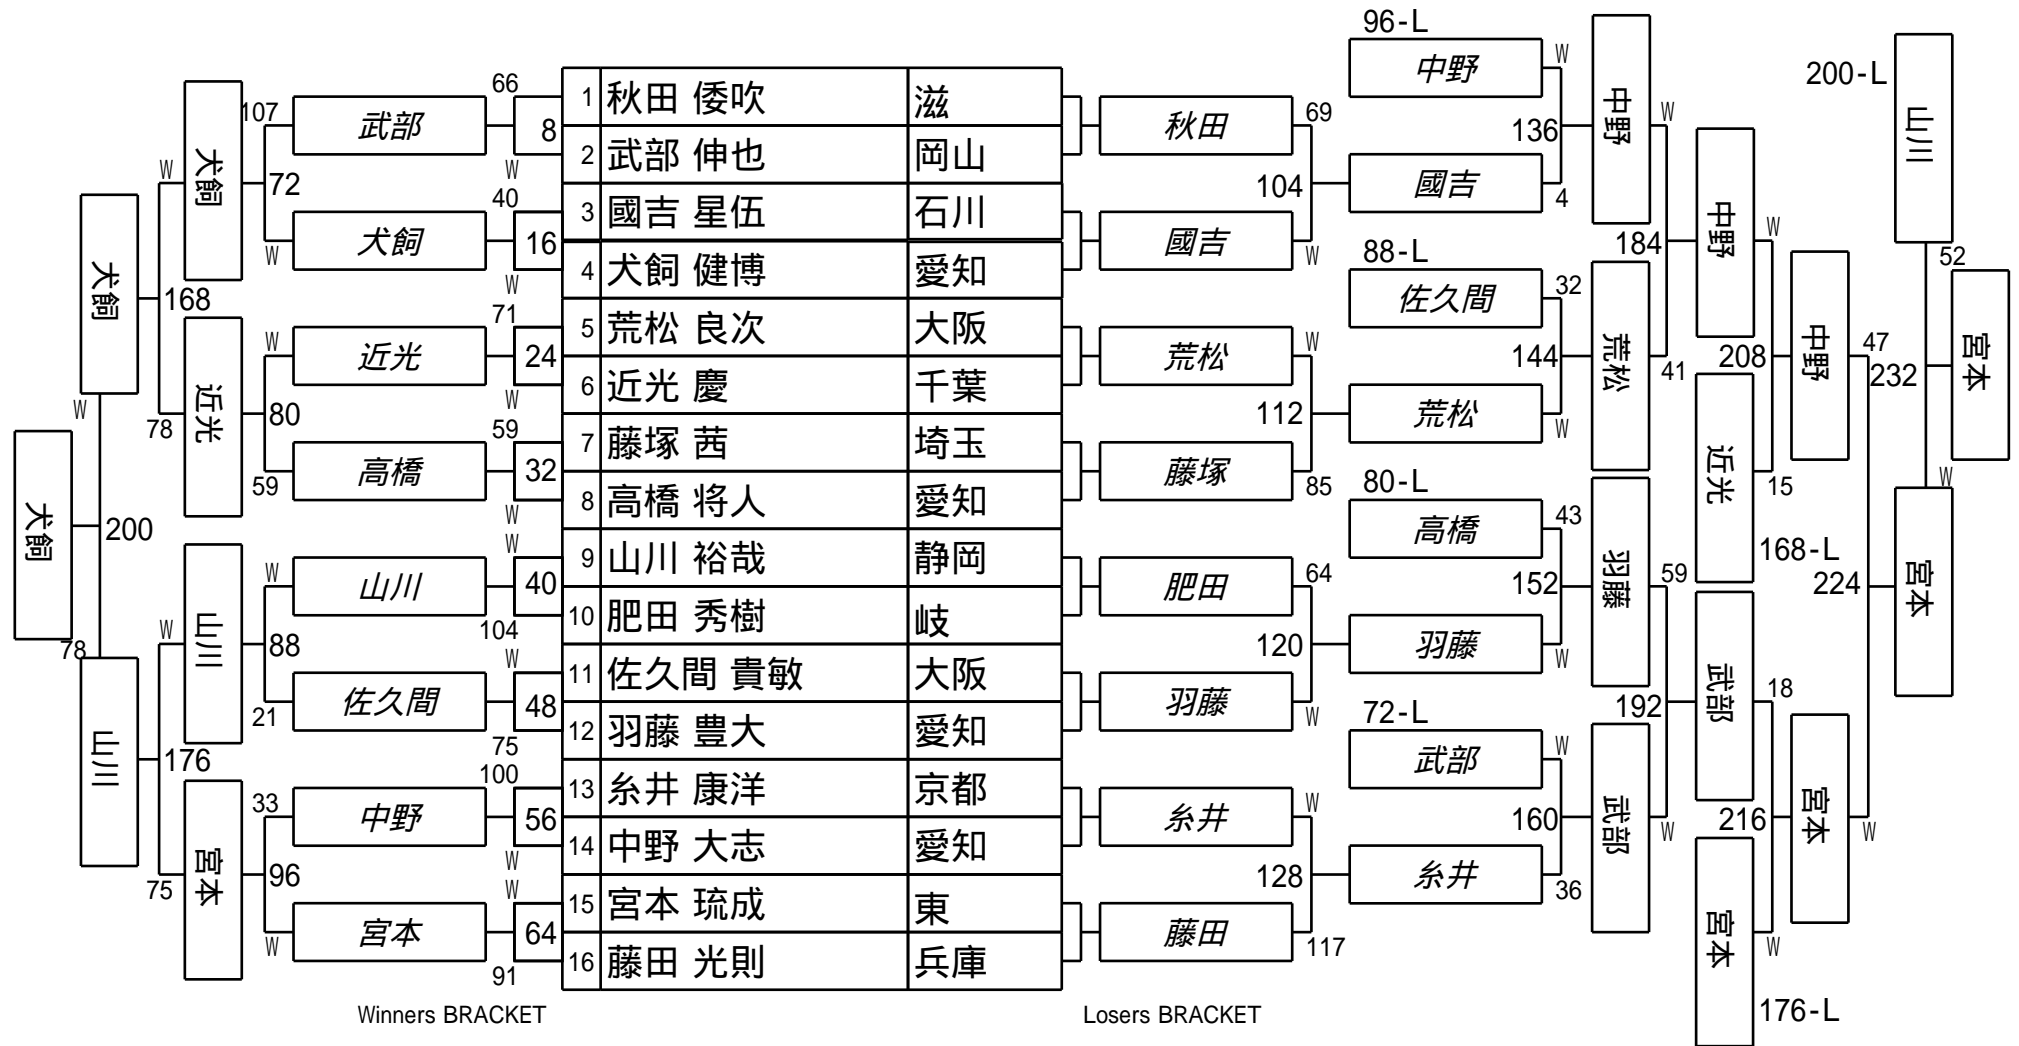 96-L
200-L
66
107
1 秋田 倭吹 滋
武部
8
秋田
69
中野
W
中野
W
山川
犬飼
2 武部 伸也 岡山
W
136
W
72
40
3 國吉 星伍 石川
104
國吉
4
中野
W
犬飼
W
犬飼
16
國吉
W
184
52
4 犬飼 健博 愛知
W
88-L
168
71
5 荒松 良次 大阪
佐久間
32
荒松
中野
47
宮本
近光
W
近光
24
荒松
W
144
41
208
232
6 近光 慶 千葉
W
W
78
80
59
7 藤塚 茜 埼玉
112
荒松
W
近光
15
犬飼
高橋
59
32
藤塚
85
80-L
W
8 高橋 将人 愛知
W
高橋
43
200
W
9 山川 裕哉 静岡
羽藤
168-L
山川
W
山川
40
肥田
64
152
59
224
宮本
10 肥田 秀樹 岐
104
W
78
88
W
11 佐久間 貴敏 大阪
120
羽藤
W
武部
18
佐久間
21
48
羽藤
W
72-L
192
12 羽藤 豊大 愛知
75
武部
W
山川
176
100
13 糸井 康洋 京都
武部
宮本
宮本
33
中野
56
糸井
W
160
W
216
W
14 中野 大志 愛知
W
75
96
W
15 宮本 琉成 東
128
糸井
36
宮本
W
宮本
W
64
藤田
117
16 藤田 光則 兵庫
91
Winners BRACKET
Losers BRACKET
176-L